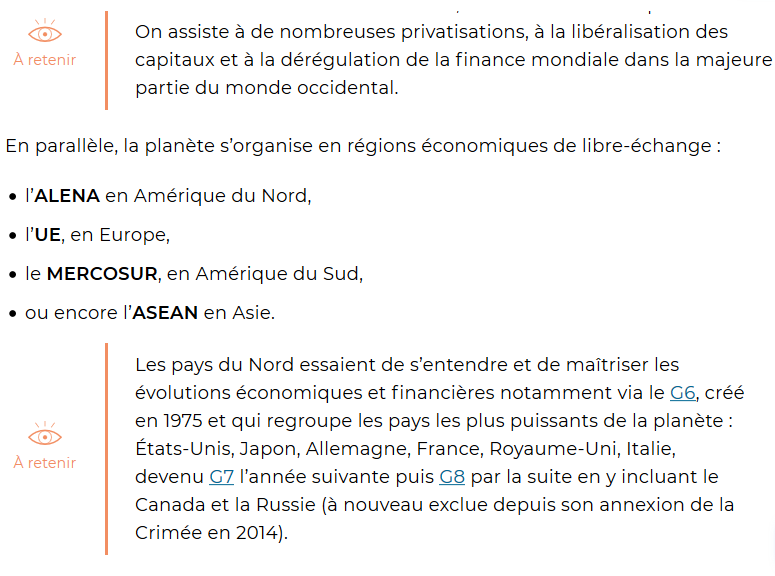 On assiste à de nombreuses privatisations, à la libéralisation des
À retenir
capitaux et à la dérégulation de la finance mondiale dans la majeure
partie du monde occidental.
En parallèle, la planète s’organise en régions économiques de libre-échange :
• l’ALENA en Amérique du Nord,
• l’UE, en Europe,
• le MERCOSUR, en Amérique du Sud,
• ou encore l’ASEAN en Asie.
Les pays du Nord essaient de s’entendre et de maîtriser les
évolutions économiques et financières notamment via le G6, créé
en 1975 et qui regroupe les pays les plus puissants de la planète :
États-Unis, Japon, Allemagne, France, Royaume-Uni, Italie,
À retenir
devenu G7 l’année suivante puis G8 par la suite en y incluant le
Canada et la Russie (à nouveau exclue depuis son annexion de la
Crimée en 2014).